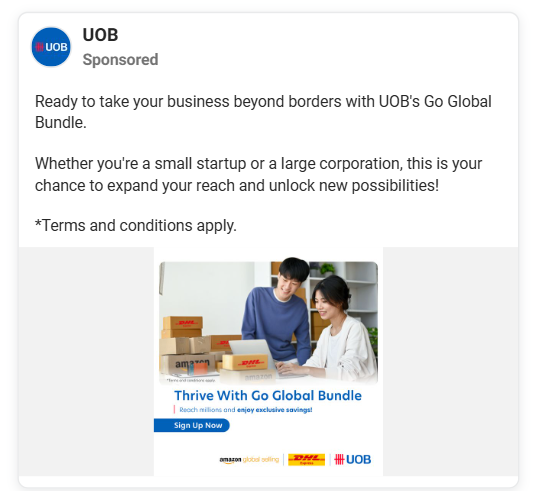 UOB
UOB
Sponsored
Ready to take your business beyond borders with UOB's Go Global
Bundle.
Whether you're a small startup or a large corporation, this is your
chance to expand your reach and unlock new possibilities!
*Terms and conditions apply.
DHL
amazon
DHL
*Terms and conditions apply.
Thrive With Go Global Bundle
Reach millions and enjoy exclusive savings!
Sign Up Now
amazon global selling
DHL
Express
UOB